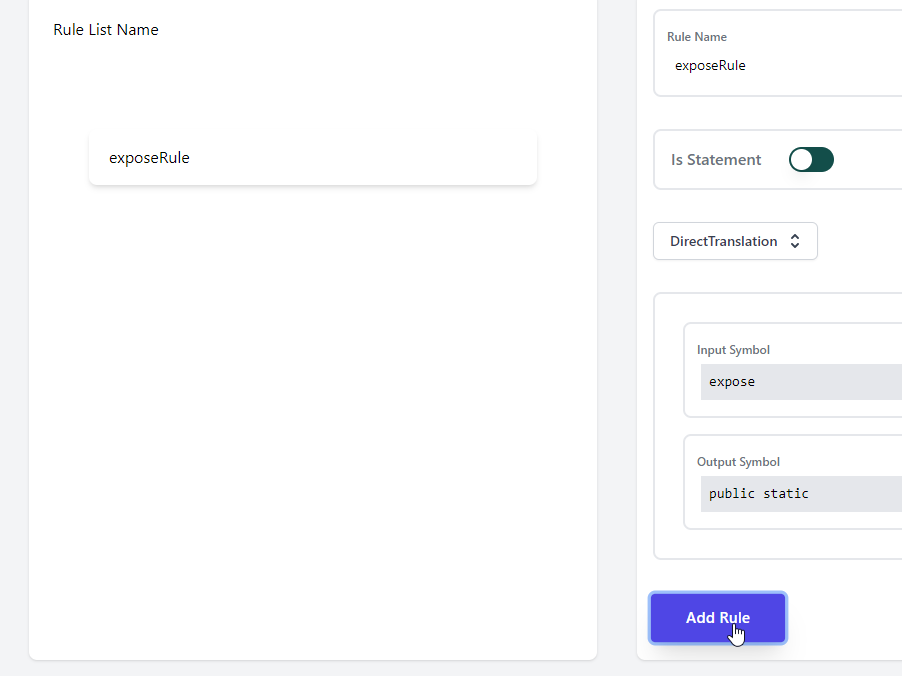 Rule List Name
exposeRule
Rule Name
exposeRule
Is Statement
DirectTranslation
Input Symbol
expose
Output Symbol
public static
Add Rule